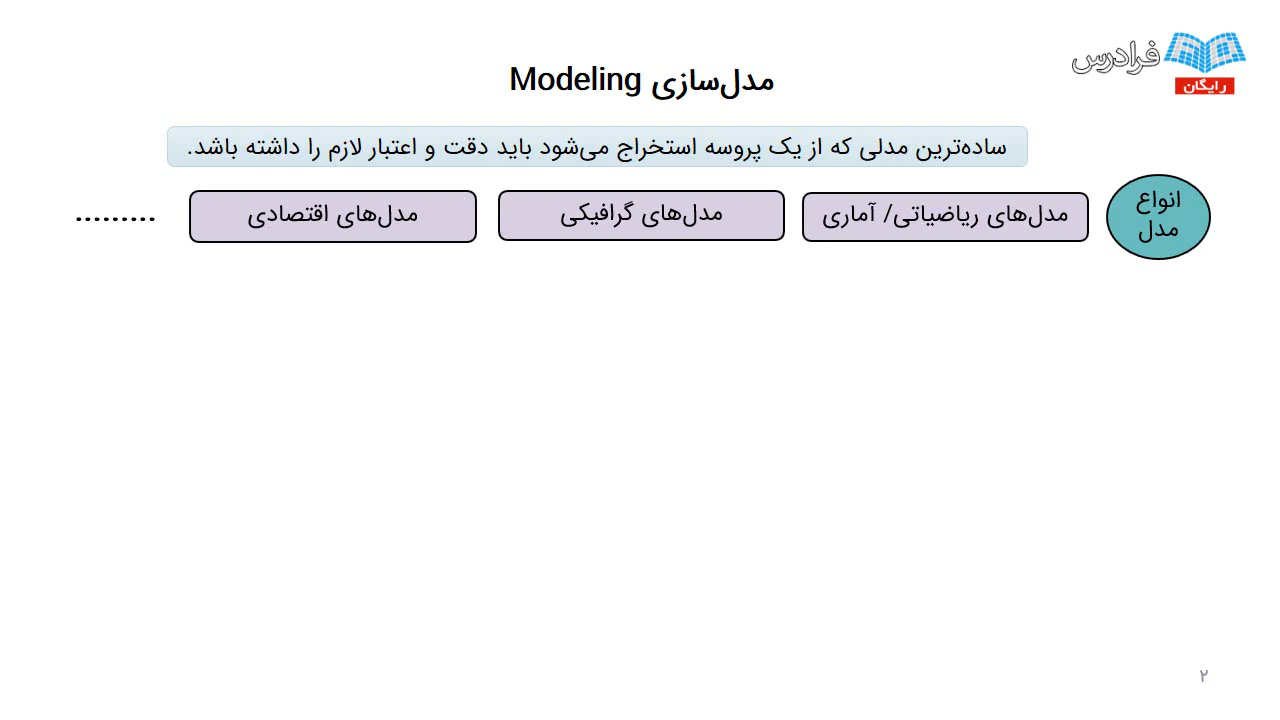 فرادرس
رایگان
مدل‌سازی Modeling
ساده‌ترین مدلی که از یک پروسه استخراج می‌شود باید دقت و اعتبار لازم را داشته باشد.
انواع
مدل
مدل‌های ریاضیاتی/ آماری
مدل‌های گرافیکی
مدل‌های اقتصادی
.........
۲